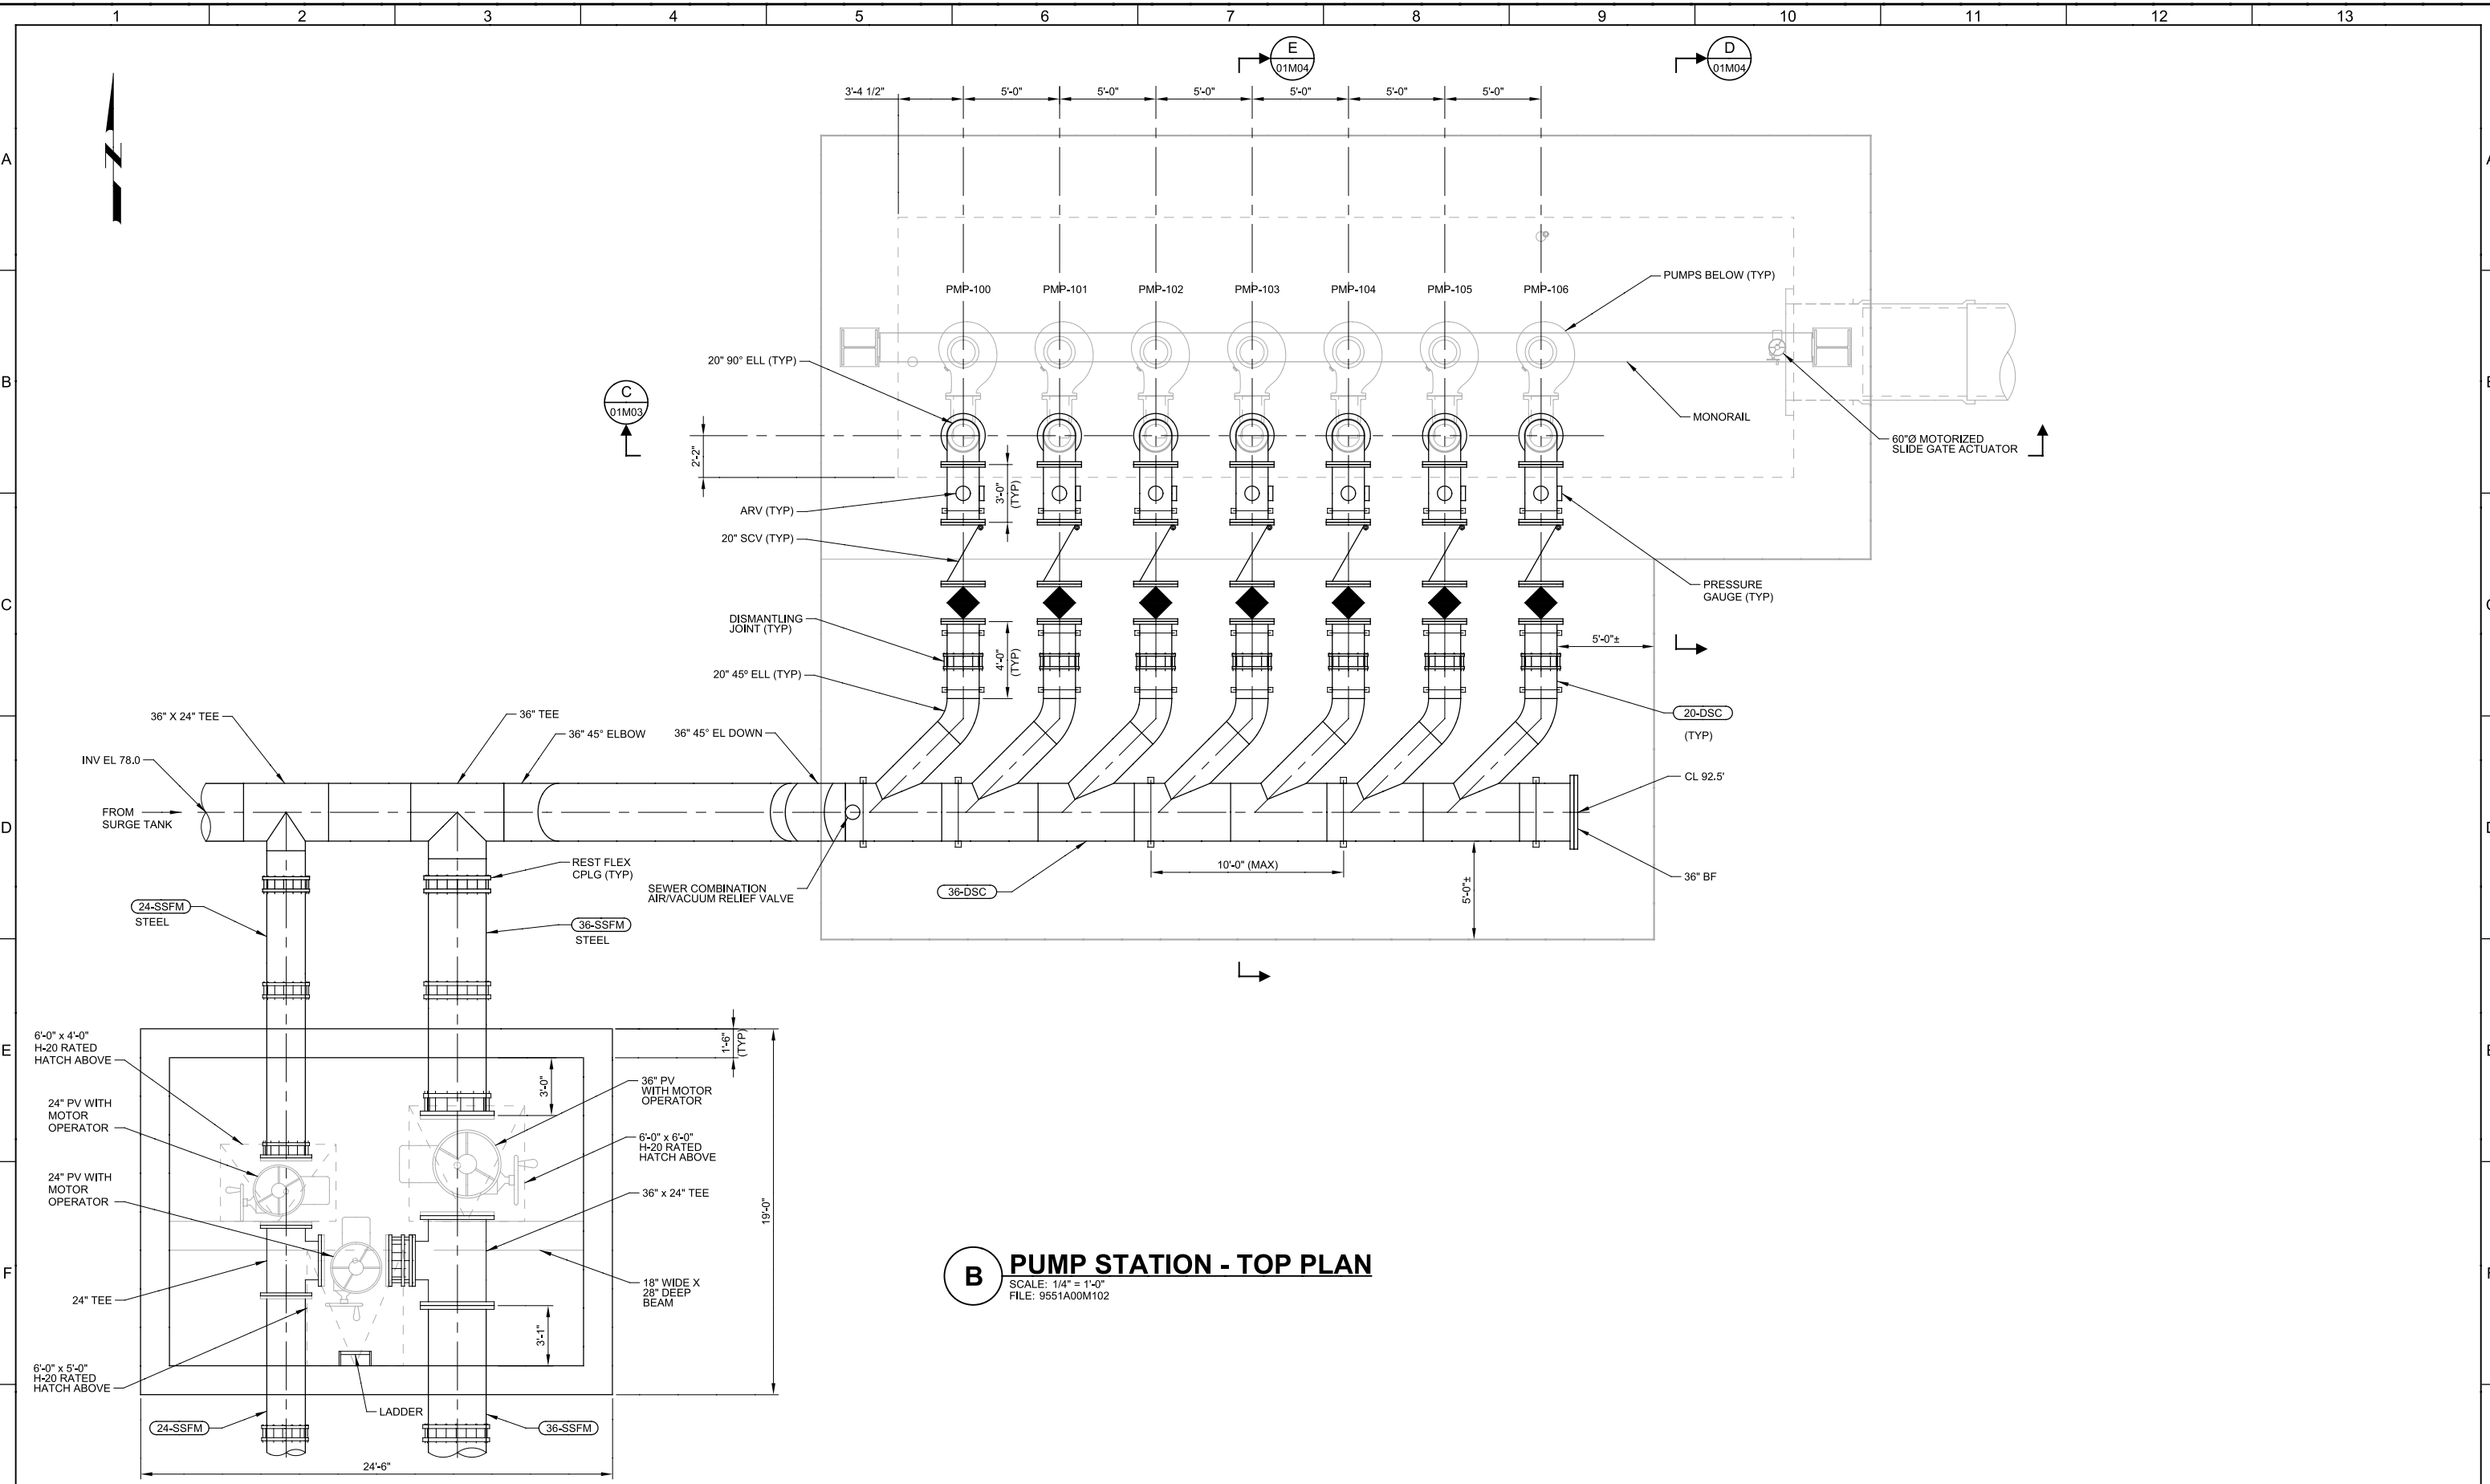 1 2 3 4 5 6 7 8 9 10 11 12 13
E
01M04
D
01M04
3'-4 1/2" 5'-0" 5'-0" 5'-0" 5'-0" 5'-0" 5'-0"
A
N
PUMPS BELOW (TYP)
PMP-100 PMP-101 PMP-102 PMP-103 PMP-104 PMP-105 PMP-106
20" 90° ELL (TYP)
B
C
01M03
MONORAIL
60"Ø MOTORIZED
SLIDE GATE ACTUATOR
2'-2"
3'-0"
(TYP)
ARV (TYP)
20" SCV (TYP)
PRESSURE
GAUGE (TYP)
C
DISMANTLING
JOINT (TYP)
4'-0"
(TYP)
5'-0"±
20" 45º ELL (TYP)
20-DSC
(TYP)
36" X 24" TEE
36" TEE
36" 45° ELBOW
36" 45° EL DOWN
INV EL 78.0
CL 92.5'
FROM
SURGE TANK
D
REST FLEX
CPLG (TYP)
10'-0" (MAX)
SEWER COMBINATION
AIR/VACUUM RELIEF VALVE
36-DSC
36" BF
5'-0"±
24-SSFM
STEEL
36-SSFM
STEEL
1'-6"
(TYP)
6'-0" x 4'-0"
H-20 RATED
HATCH ABOVE
E
3'-0"
36" PV
WITH MOTOR
OPERATOR
24" PV WITH
MOTOR
OPERATOR
6'-0" x 6'-0"
H-20 RATED
HATCH ABOVE
24" PV WITH
MOTOR
OPERATOR
36" x 24" TEE
19'-0"
B
PUMP STATION - TOP PLAN
SCALE: 1/4" = 1'-0"
FILE: 9551A00M102
F
18" WIDE X
28" DEEP
BEAM
24" TEE
3'-1"
6'-0" x 5'-0"
H-20 RATED
HATCH ABOVE
LADDER
24-SSFM
36-SSFM
24'-6"